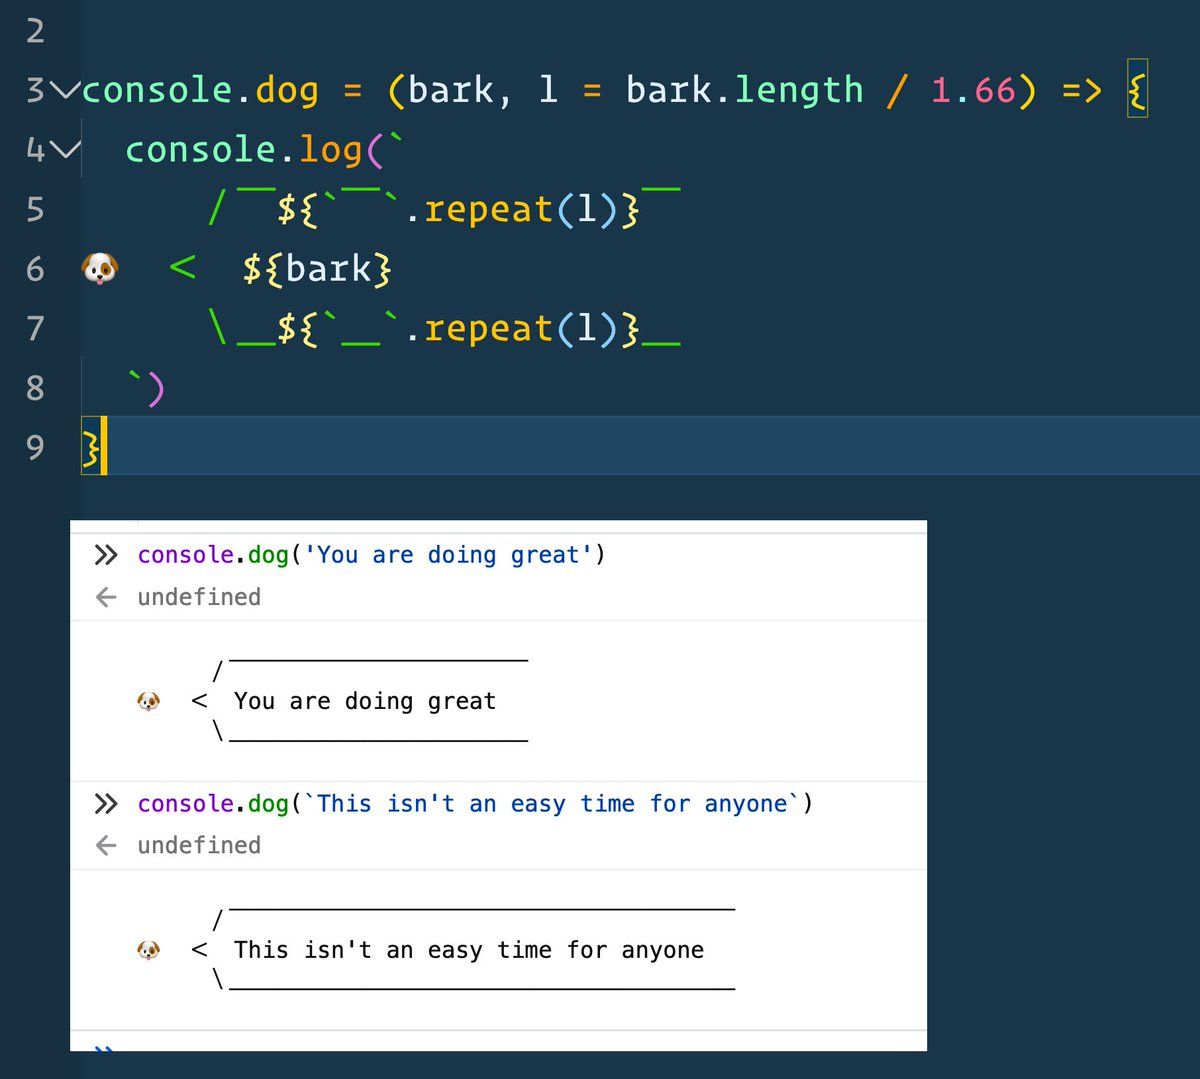 2
3 console.dog = (bark, l = bark.length / 1.66) => {
4   console.log(`
5       /‾‾${`‾‾`.repeat(l)}‾‾
6 🐶  <  ${bark}
7       \__${`__`.repeat(l)}__
8   `)
9 }
>> console.dog('You are doing great')
← undefined
/‾‾‾‾‾‾‾‾‾‾‾‾‾‾‾‾‾‾‾‾‾‾
🐶 < You are doing great
\______________________
>> console.dog(`This isn't an easy time for anyone`)
← undefined
/‾‾‾‾‾‾‾‾‾‾‾‾‾‾‾‾‾‾‾‾‾‾‾‾‾‾‾‾‾‾‾‾‾‾‾‾‾
🐶 < This isn't an easy time for anyone
\_____________________________________
>>